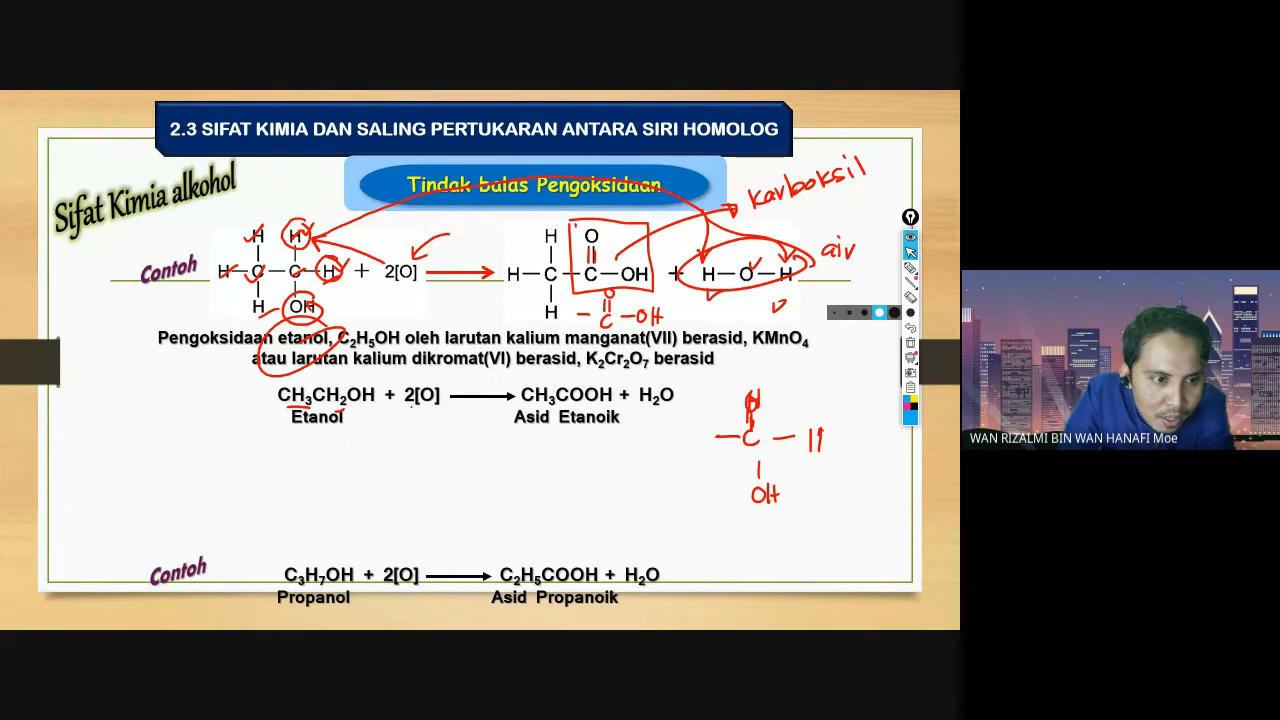 2.3 SIFAT KIMIA DAN SALING PERTUKARAN ANTARA SIRI HOMOLOG
Sifat Kimia alkohol
Tindak balas Pengoksidaan
karboksil
air
Contoh
H H H O
H C C H + 2[O] H C C OH + H O H
H OH H
O
- C - OH
Pengoksidaan etanol, C₂H₅OH oleh larutan kalium manganat(VII) berasid, KMnO₄
atau larutan kalium dikromat(VI) berasid, K₂Cr₂O₇ berasid
CH₃CH₂OH + 2[O] → CH₃COOH + H₂O
Etanol Asid Etanoik
C
OH
WAN RIZALMI BIN WAN HANAFI Moe
Contoh
C₃H₇OH + 2[O] → C₂H₅COOH + H₂O
Propanol Asid Propanoik